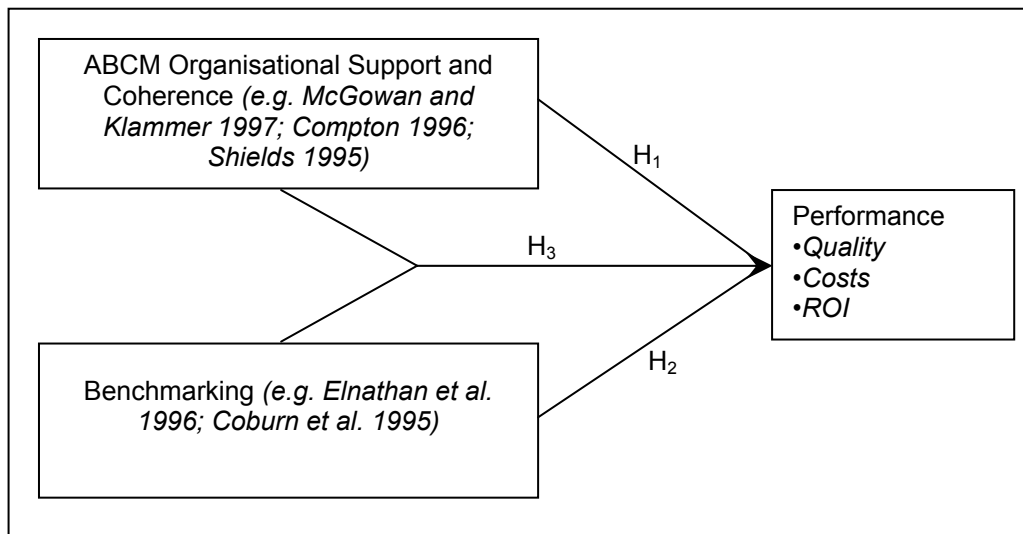 ABCM Organisational Support and
Coherence (e.g. McGowan and
Klammer 1997; Compton 1996;
Shields 1995)
H₁
Performance
•Quality
•Costs
•ROI
H₃
H₂
Benchmarking (e.g. Elnathan et al.
1996; Coburn et al. 1995)